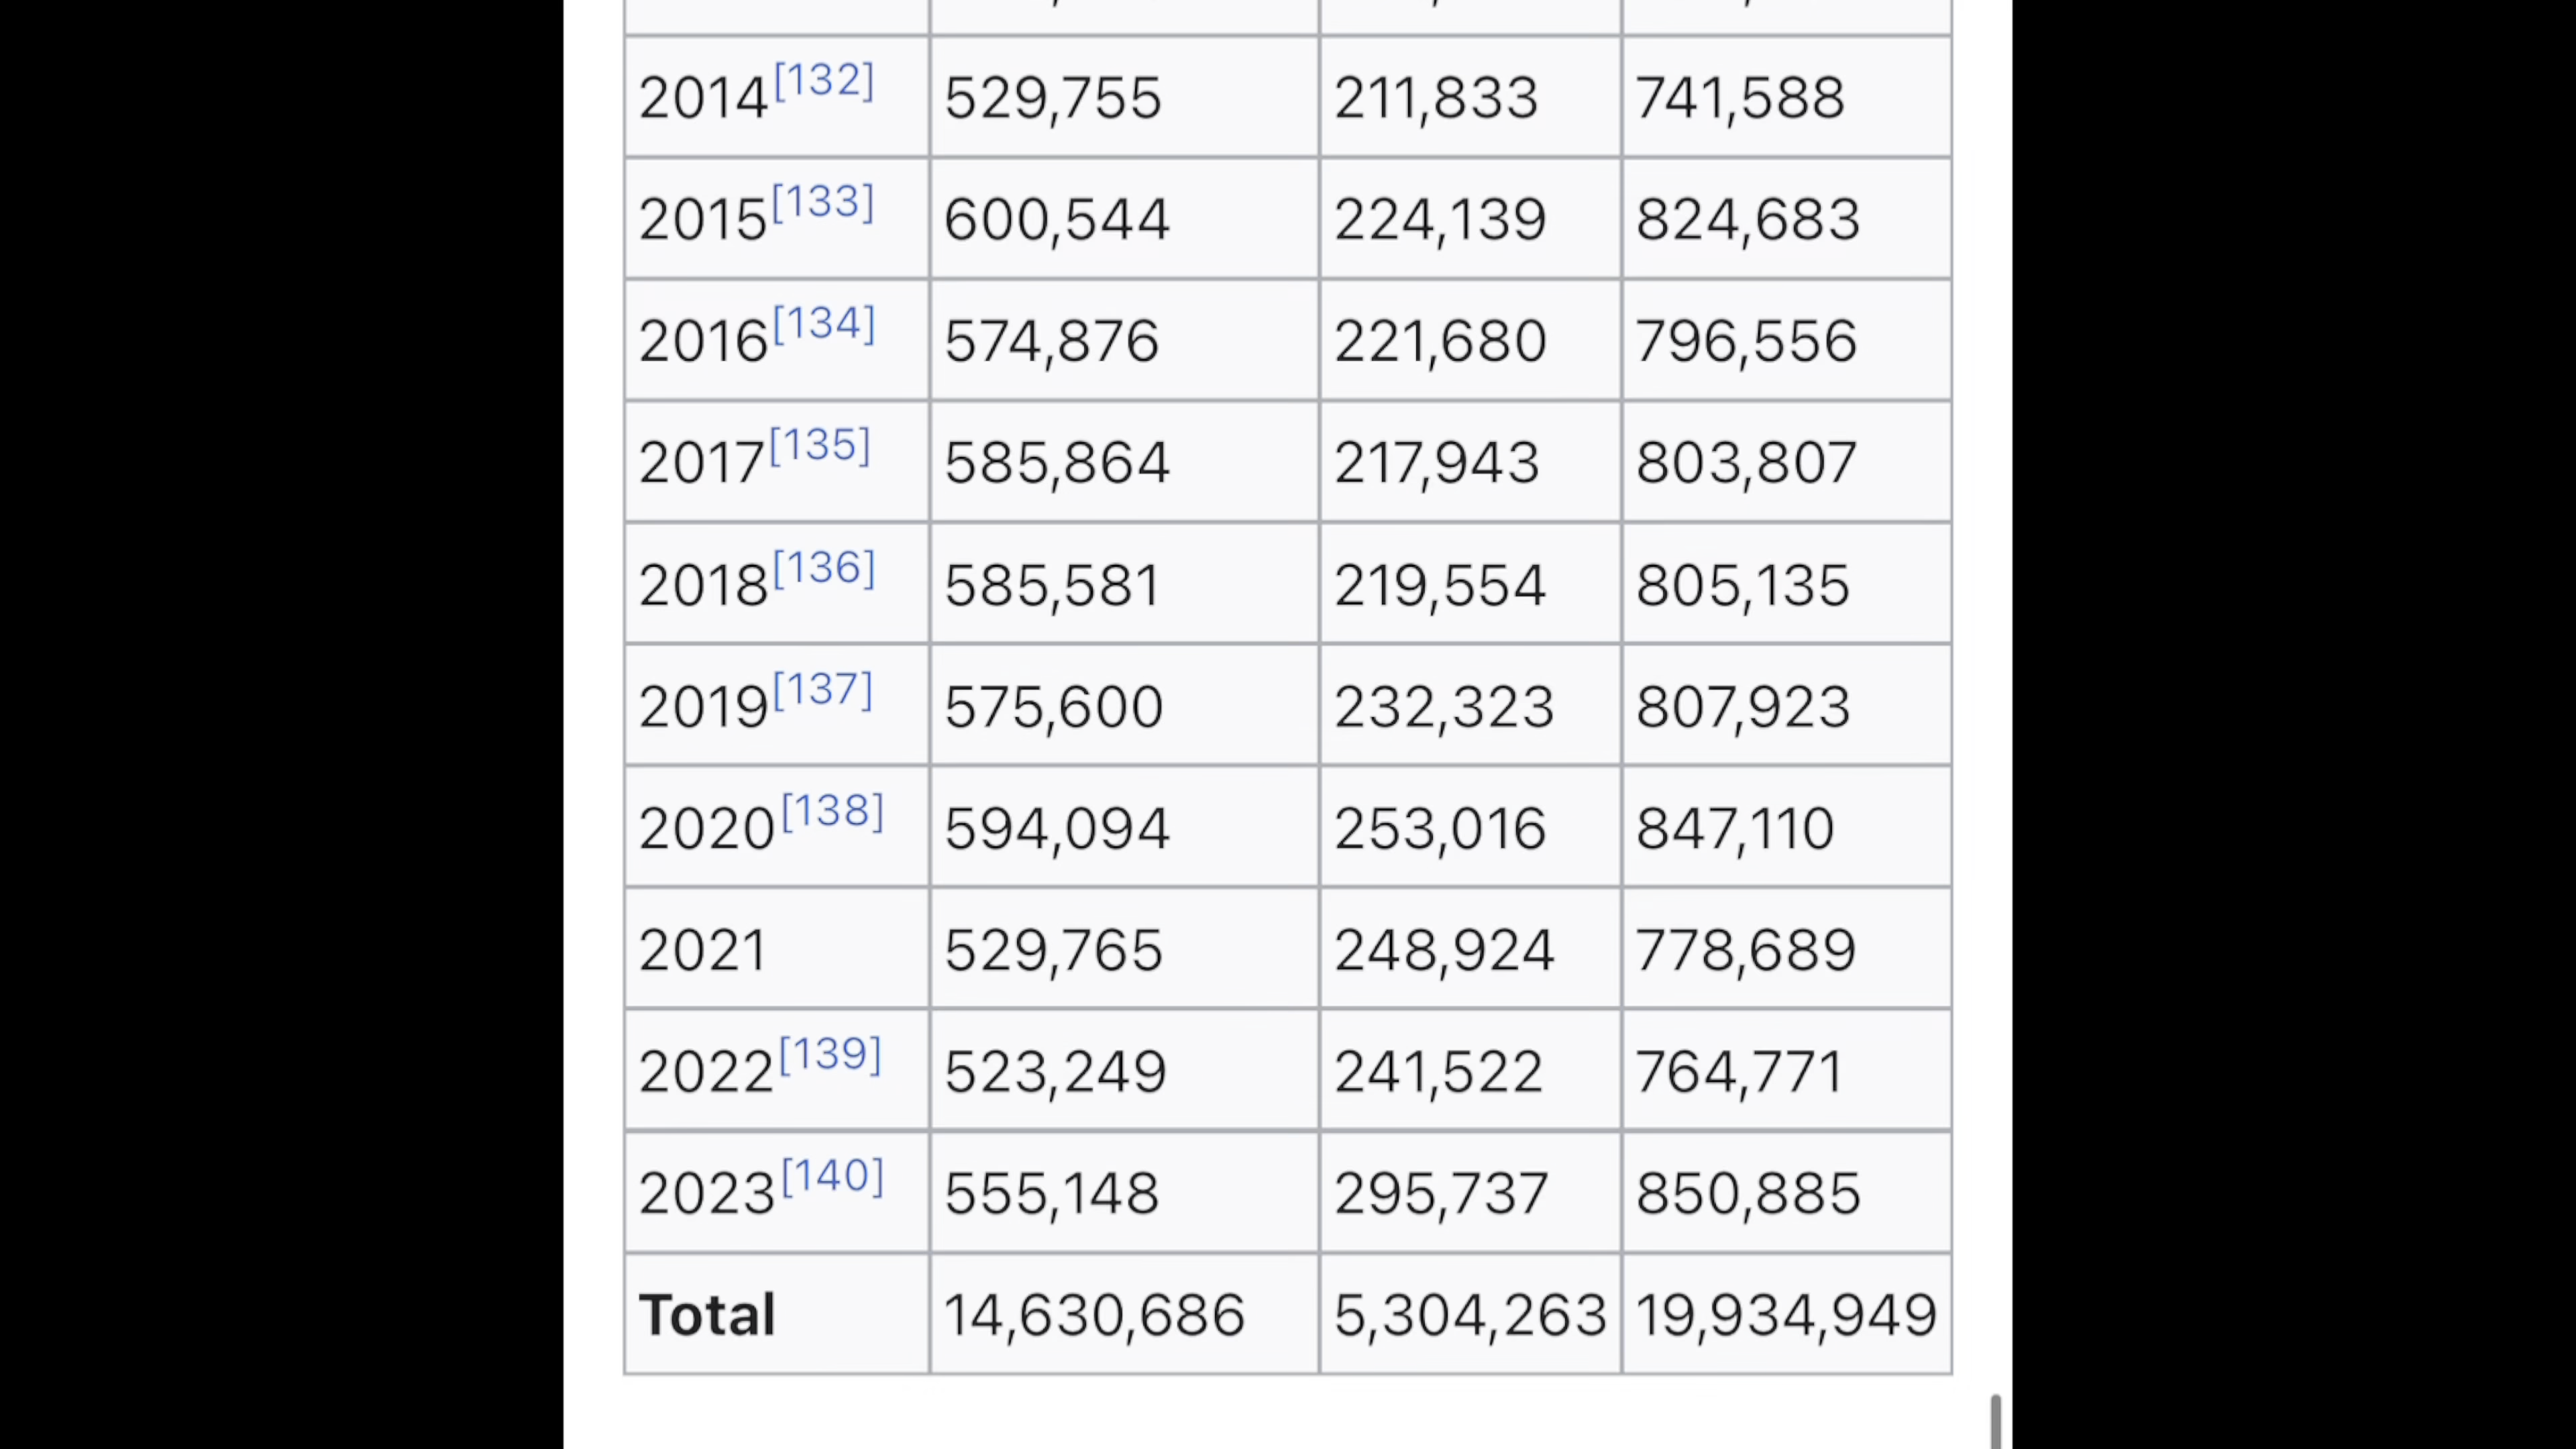 2014[132] 529,755 211,833 741,588
2015[133] 600,544 224,139 824,683
2016[134] 574,876 221,680 796,556
2017[135] 585,864 217,943 803,807
2018[136] 585,581 219,554 805,135
2019[137] 575,600 232,323 807,923
2020[138] 594,094 253,016 847,110
2021 529,765 248,924 778,689
2022[139] 523,249 241,522 764,771
2023[140] 555,148 295,737 850,885
Total 14,630,686 5,304,263 19,934,949